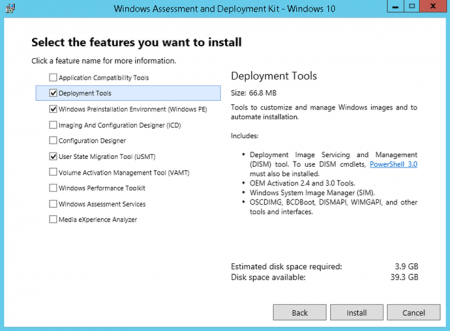 Windows Assessment and Deployment Kit - Windows 10
Select the features you want to install
Click a feature name for more information.
Application Compatibility Tools
Deployment Tools
Windows Preinstallation Environment (Windows PE)
Imaging And Configuration Designer (ICD)
Configuration Designer
User State Migration Tool (USMT)
Volume Activation Management Tool (VAMT)
Windows Performance Toolkit
Windows Assessment Services
Media eXperience Analyzer
Deployment Tools
Size: 66.8 MB
Tools to customize and manage Windows images and to
automate installation.
Includes:
• Deployment Image Servicing and Management
(DISM) tool. To use DISM cmdlets, PowerShell 3.0
must also be installed.
• OEM Activation 2.4 and 3.0 Tools.
• Windows System Image Manager (SIM).
• OSCDIMG, BCDBoot, DISMAPI, WIMGAPI, and other
tools and interfaces.
Estimated disk space required: 3.9 GB
Disk space available: 39.3 GB
Back
Install
Cancel